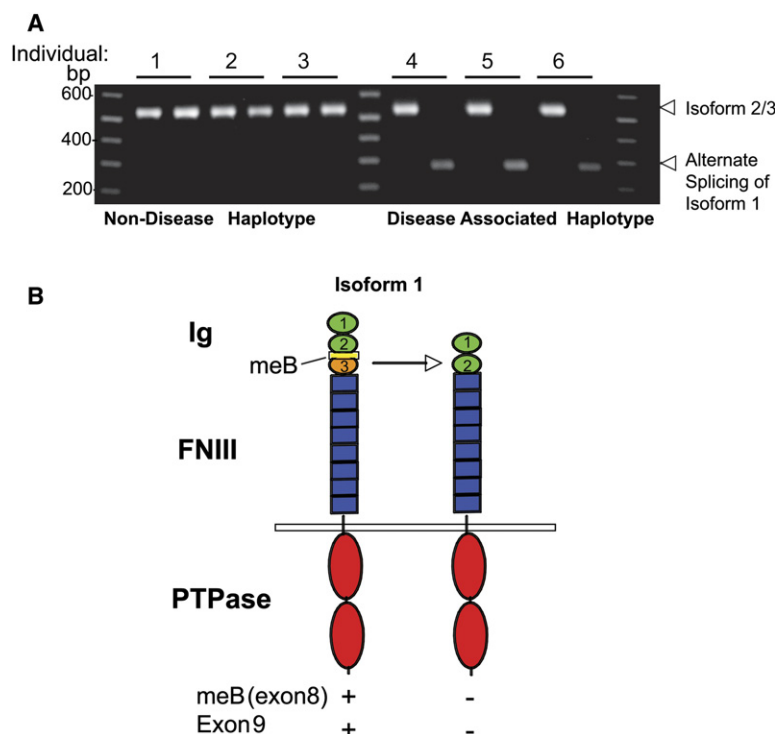 A
Individual: 1 2 3 4 5 6
bp
600
400
200
Isoform 2/3
Alternate
Splicing of
Isoform 1
Non-Disease Haplotype Disease Associated Haplotype
B
Isoform 1
Ig
1
2
3
1
2
meB
FNIII
PTPase
meB(exon8) + -
Exon9 + -